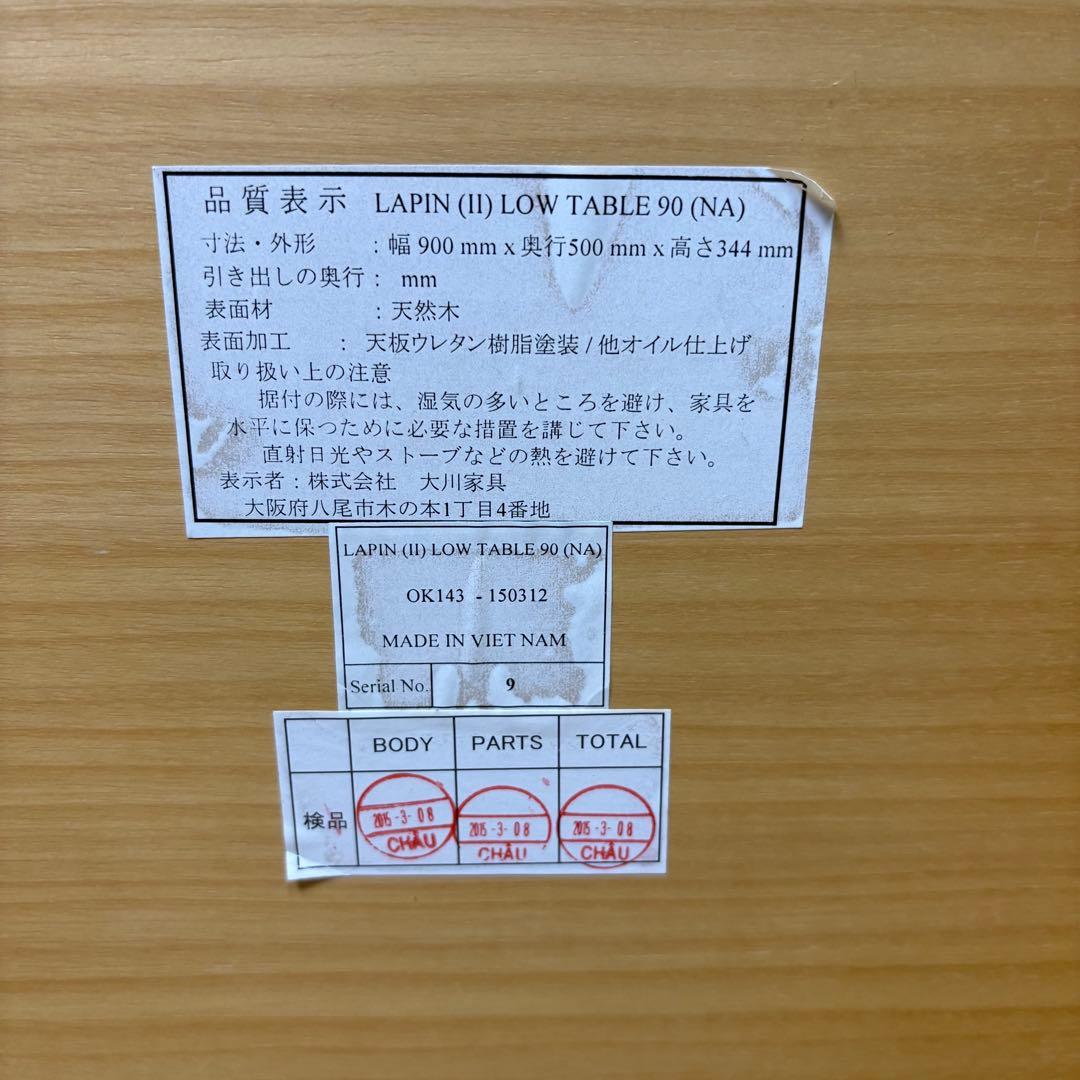 品質表示 LAPIN (II) LOW TABLE 90 (NA)
寸法・外形 : 幅 900 mm x 奥行500 mm x 高さ344 mm
引き出しの奥行 : mm
表面材 : 天然木
表面加工 : 天板ウレタン樹脂塗装 / 他オイル仕上げ
取り扱い上の注意
据付の際には、湿気の多いところを避け、家具を
水平に保つために必要な措置を講じて下さい。
直射日光やストーブなどの熱を避けて下さい。
表示者 : 株式会社 大川家具
大阪府八尾市木の本1丁目4番地
LAPIN (II) LOW TABLE 90 (NA)
OK143 - 150312
MADE IN VIET NAM
Serial No. 9
BODY PARTS TOTAL
検品
2015-3-08 2015-3-08 2015-3-08
CHÂU CHÂU CHÂU